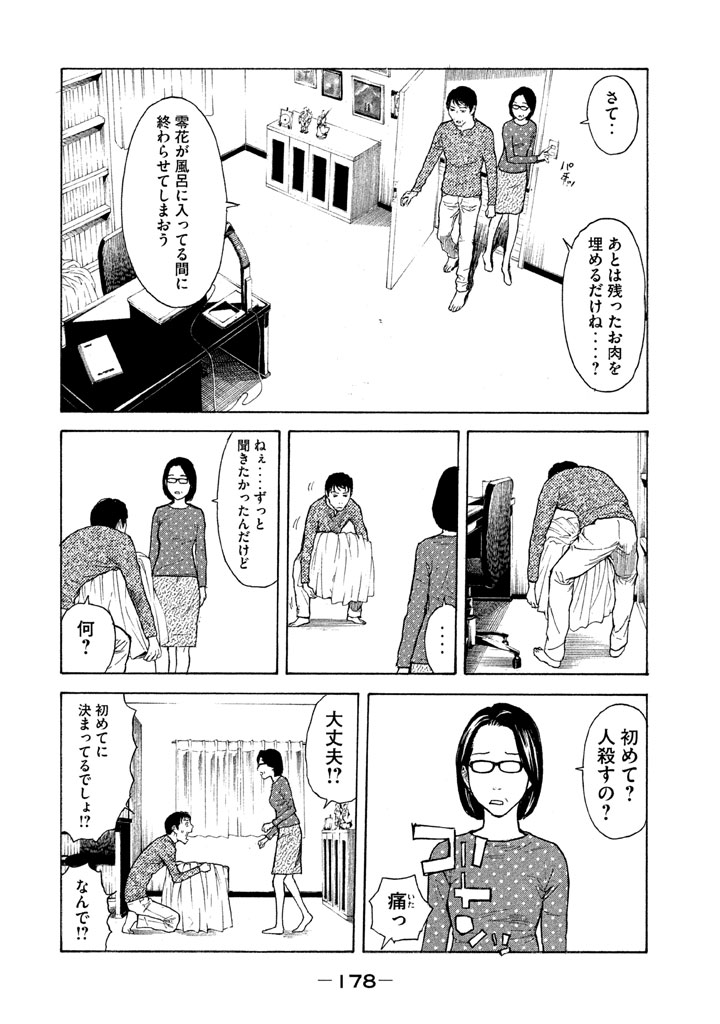 さて‥
パチッ
あとは残ったお肉を
埋めるだけね‥‥?
零花が風呂に入ってる間に
終わらせてしまおう
‥‥
ねぇ‥‥ずっと
聞きたかったんだけど
何?
初めて?
人殺すの?
ゴーン
痛っ
いた
大丈夫!?
初めてに
決まってるでしょ!?
なんで!?
—178—